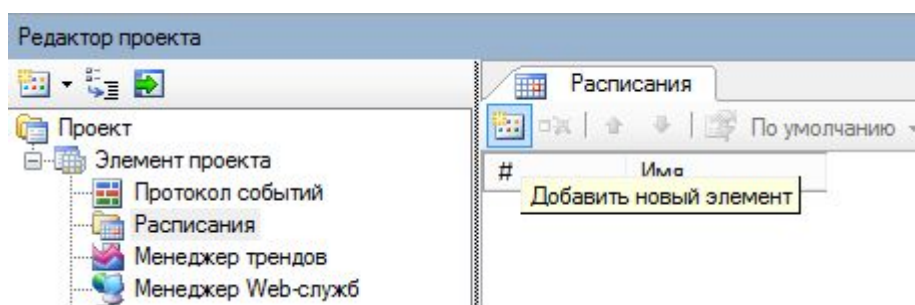 Редактор проекта
Расписания
По умолчанию
Проект
Элемент проекта
Протокол событий
Расписания
Менеджер трендов
Менеджер Web-служб
# Имя
Добавить новый элемент